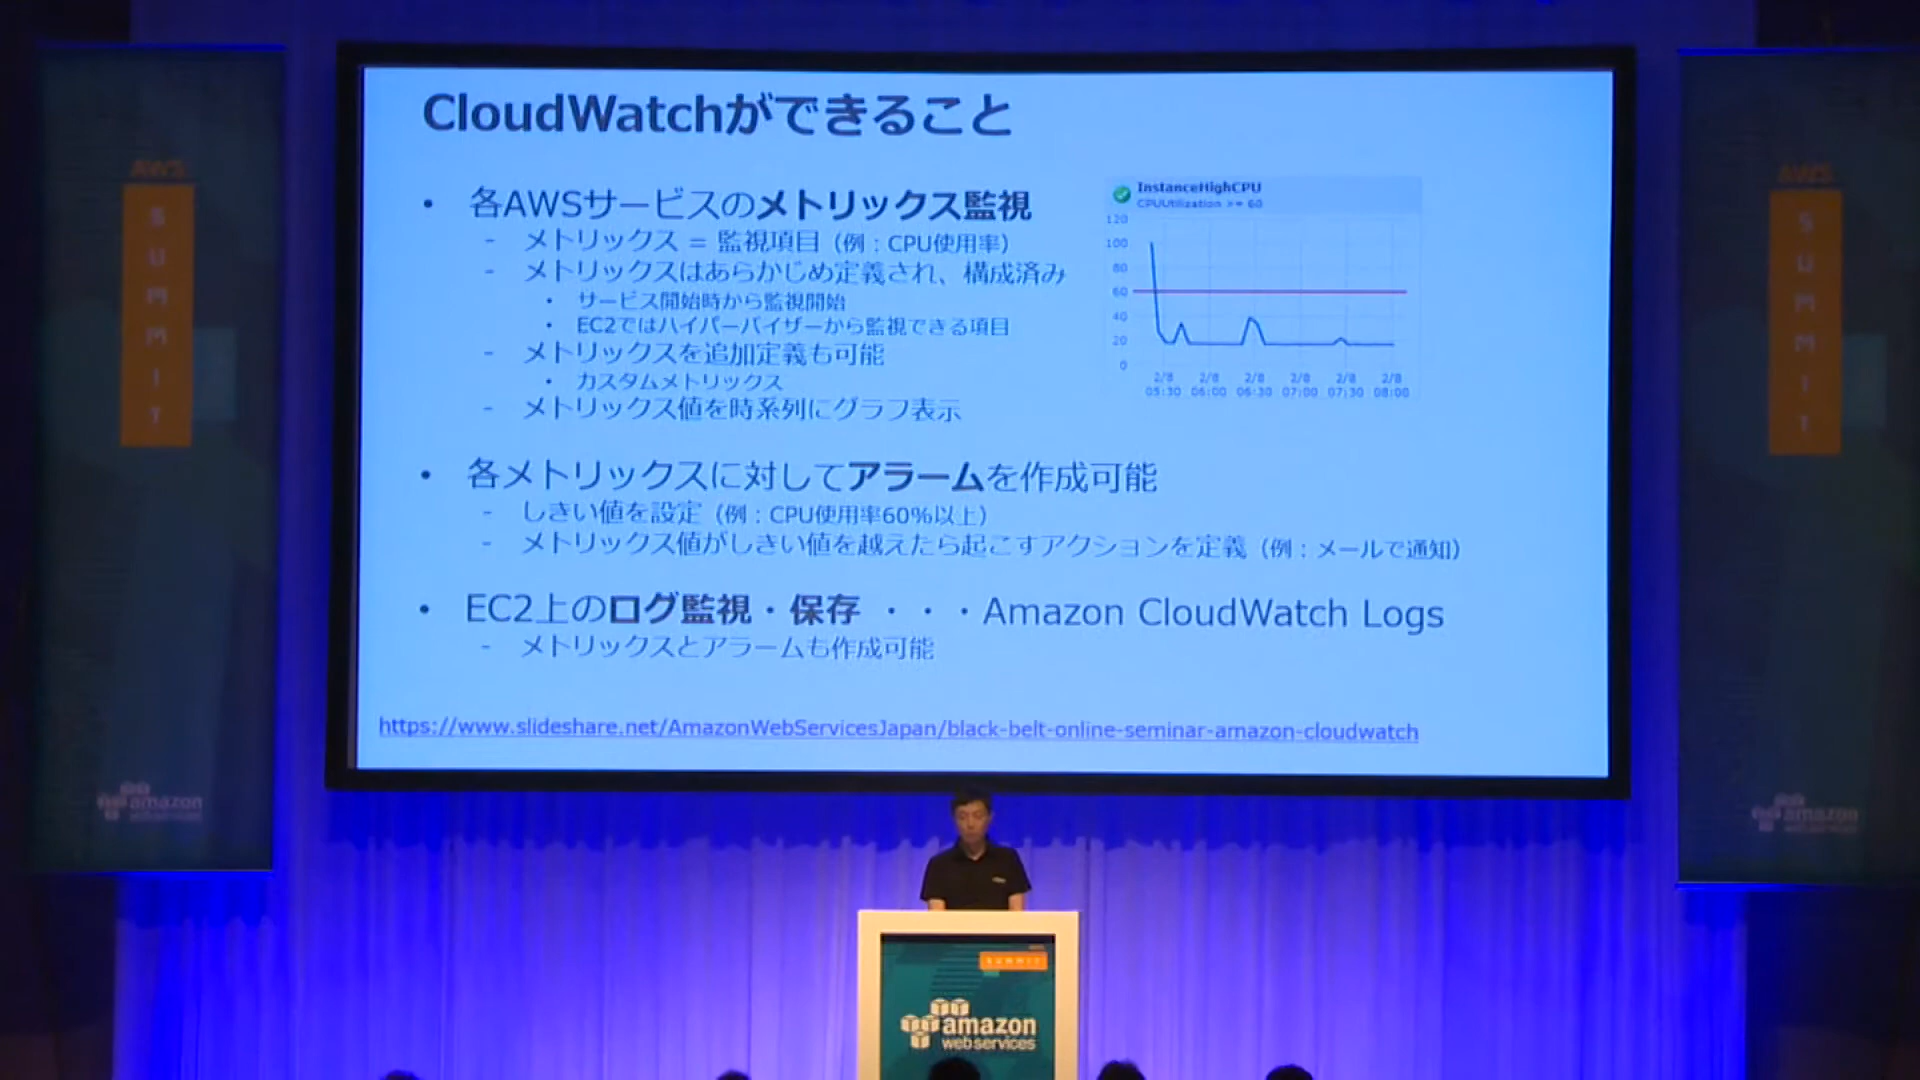 CloudWatchができること
• 各AWSサービスのメトリックス監視
- メトリックス = 監視項目（例：CPU使用率）
- メトリックスはあらかじめ定義され、構成済み
• サービス開始時から監視開始
• EC2ではハイパーバイザーから監視できる項目
- メトリックスを追加定義も可能
• カスタムメトリックス
- メトリックス値を時系列にグラフ表示
InstanceHighCPU
CPUUtilization >= 60
120
100
80
60
40
20
0
2/8 2/8 2/8 2/8 2/8 2/8
05:30 06:00 06:30 07:00 07:30 08:00
• 各メトリックスに対してアラームを作成可能
- しきい値を設定（例：CPU使用率60%以上）
- メトリックス値がしきい値を越えたら起こすアクションを定義（例：メールで通知）
• EC2上のログ監視・保存 ・・・Amazon CloudWatch Logs
- メトリックスとアラームも作成可能
https://www.slideshare.net/AmazonWebServicesJapan/black-belt-online-seminar-amazon-cloudwatch
AWS
SUMMIT
amazon
webservices
AWS
SUMMIT
amazon
webservices
SUMMIT
amazon
webservices